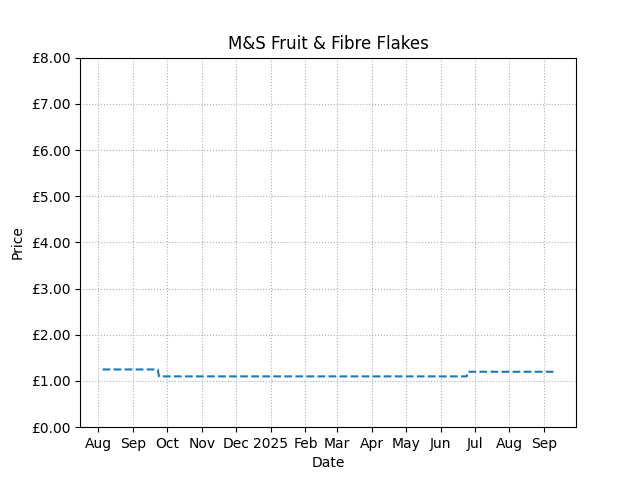 M&S Fruit & Fibre Flakes
£8.00
£7.00
£6.00
£5.00
£4.00
£3.00
£2.00
£1.00
£0.00
Price
Aug Sep Oct Nov Dec 2025 Feb Mar Apr May Jun Jul Aug Sep
Date